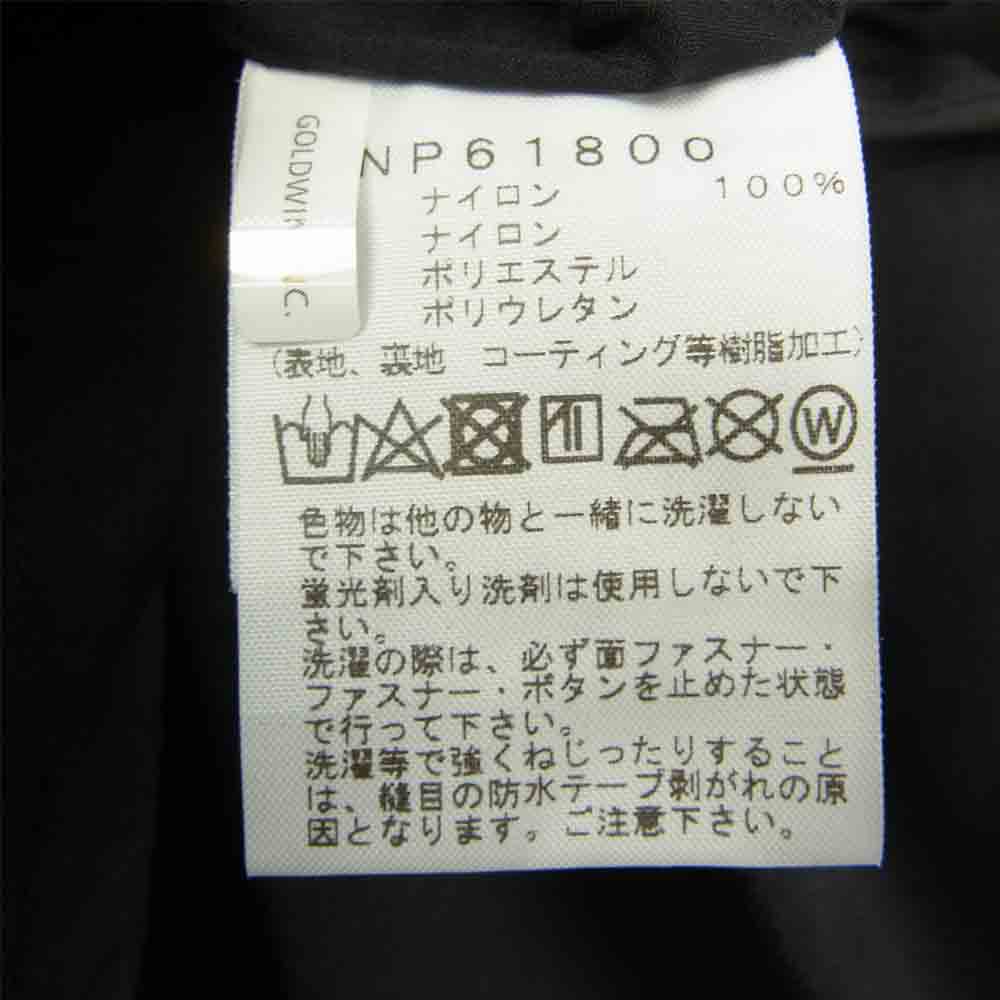 NP61800
ナイロン 100%
ナイロン
ポリエステル
ポリウレタン
(表地、裏地 コーティング等樹脂加工)
W
色物は他の物と一緒に洗濯しない
で下さい。
蛍光剤入り洗剤は使用しないで下
さい。
洗濯の際は、必ず面ファスナー・
ファスナー・ボタンを止めた状態
で行って下さい。
洗濯等で強くねじったりすること
は、縫目の防水テープ剥がれの原
因となります。ご注意下さい。